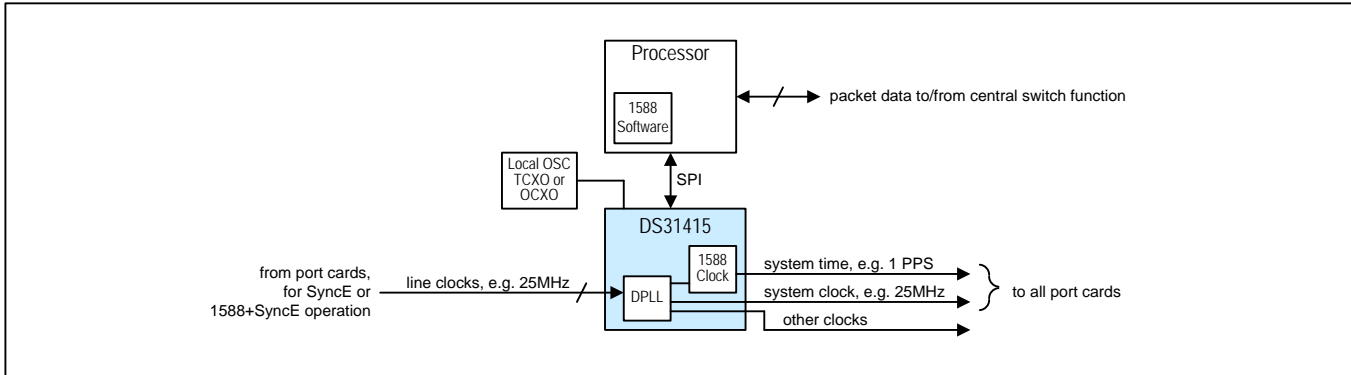 Processor
1588
Software
packet data to/from central switch function
Local OSC
TCXO or
OCXO
SPI
DS31415
1588
Clock
system time, e.g. 1 PPS
from port cards,
for SyncE or
1588+SyncE operation
line clocks, e.g. 25MHz
DPLL
system clock, e.g. 25MHz
to all port cards
other clocks